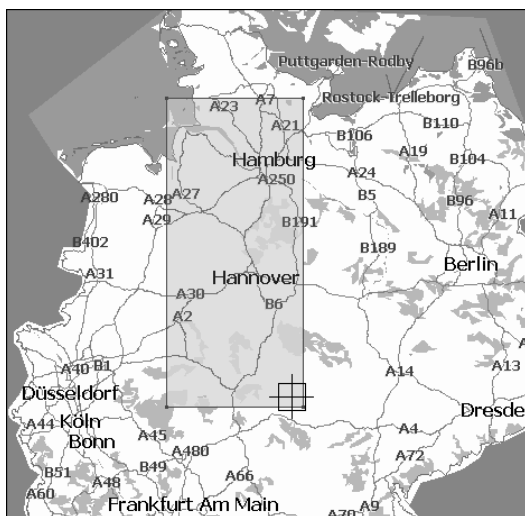 Puttgarden-Rodby
B96b
Rostock-Trelleborg
A7
A23
A21
B106
B110
A19
Hamburg
B104
A24
A250
A280
A28
A27
B5
B96
A11
A29
B191
B402
B189
Berlin
A31
Hannover
A30
B6
A2
A40
B1
A14
A13
Düsseldorf
Dresde
A44
Köln
A4
Bonn
A45
A480
A72
B51
B49
A66
A48
A60
Frankfurt Am Main
A9
A70